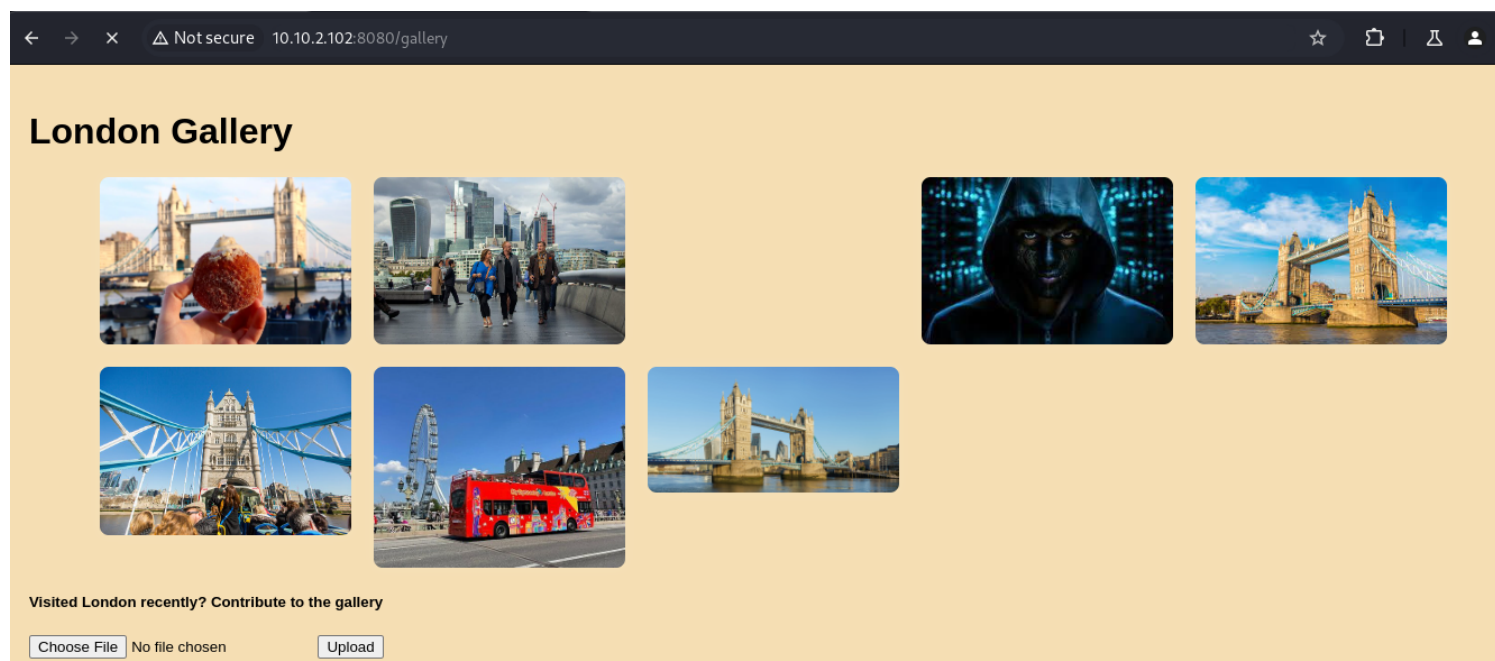 Not secure 10.10.2.102:8080/gallery
London Gallery
Visited London recently? Contribute to the gallery
Choose File No file chosen Upload